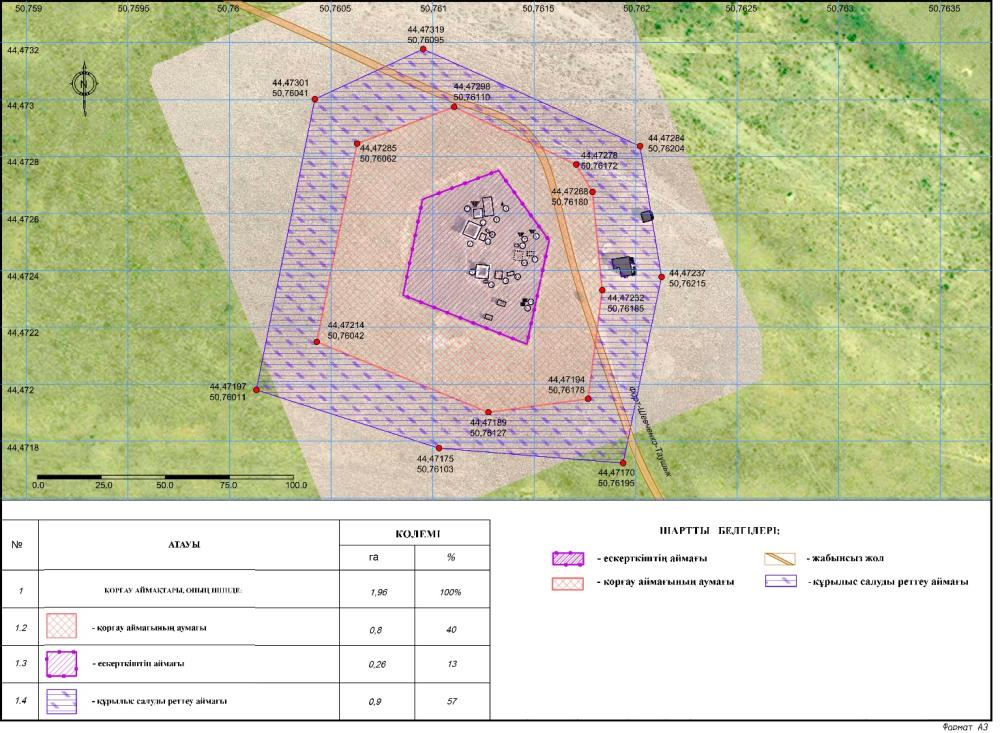 50,759 50,7595 50,76 50,7605 50,761 50,7615 50,762 50,7625 50,763 50,7635
44,4732
44,473
44,4728
44,4726
44,4724
44,4722
44,472
44,4718
N
44,47319
50,76095
44,47301
50,76041
44,47298
50,76110
44,47284
50,76204
44,47285
50,76062
44,47278
50,76172
44,47268
50,76180
44,47237
50,76215
44,47232
50,76185
44,47214
50,76042
44,47197
50,76011
44,47194
50,76178
44,47189
50,76127
44,47175
50,76103
44,47170
50,76195
форт-Шевченко-Таушық
0.0 25.0 50.0 75.0 100.0
№ АТАУЫ КӨЛЕМІ
га %
1 ҚОРҒАУ АЙМАҚТАРЫ, ОНЫҢ ІШІНДЕ: 1,96 100%
1.2 - қорғау аймағының аумағы 0,8 40
1.3 - ескерткіштің аймағы 0,26 13
1.4 - құрылыс салуды реттеу аймағы 0,9 57
ШАРТТЫ БЕЛГІЛЕРІ:
- ескерткіштің аймағы
- жабынсыз жол
- қорғау аймағының аумағы
- құрылыс салуды реттеу аймағы
Формат А3